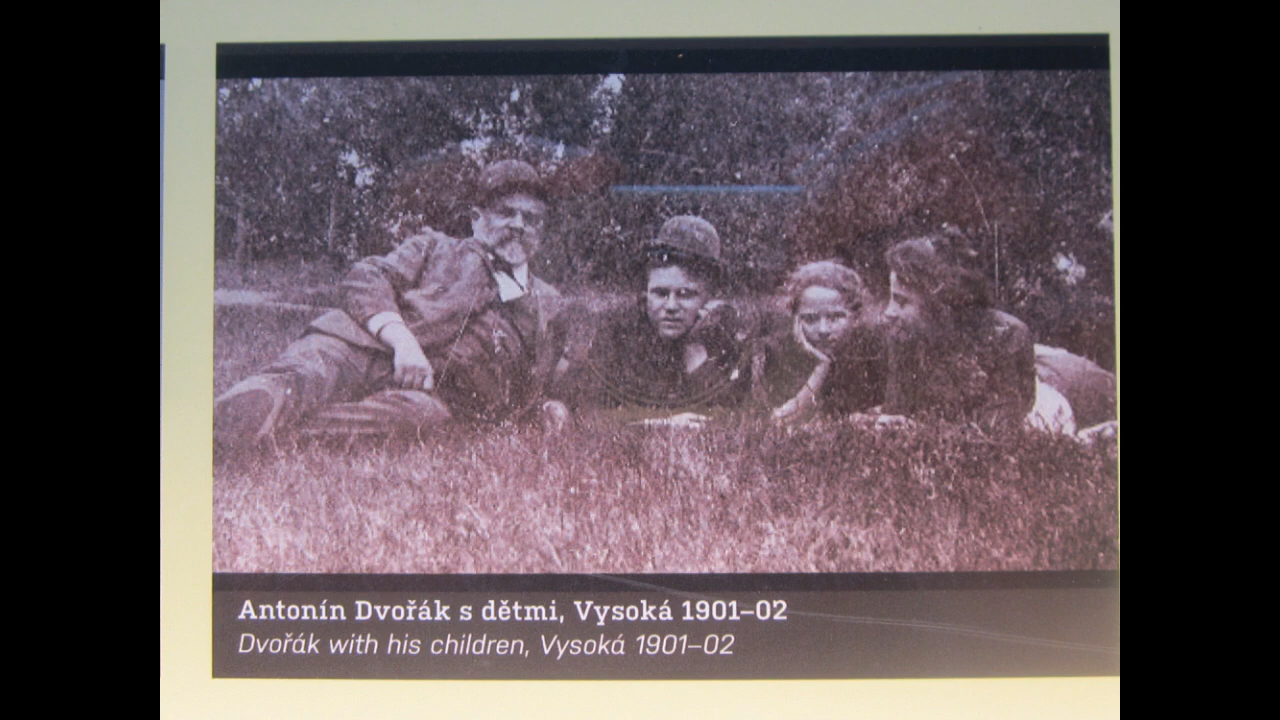 Antonín Dvořák s dětmi, Vysoká 1901–02
Dvořák with his children, Vysoká 1901–02